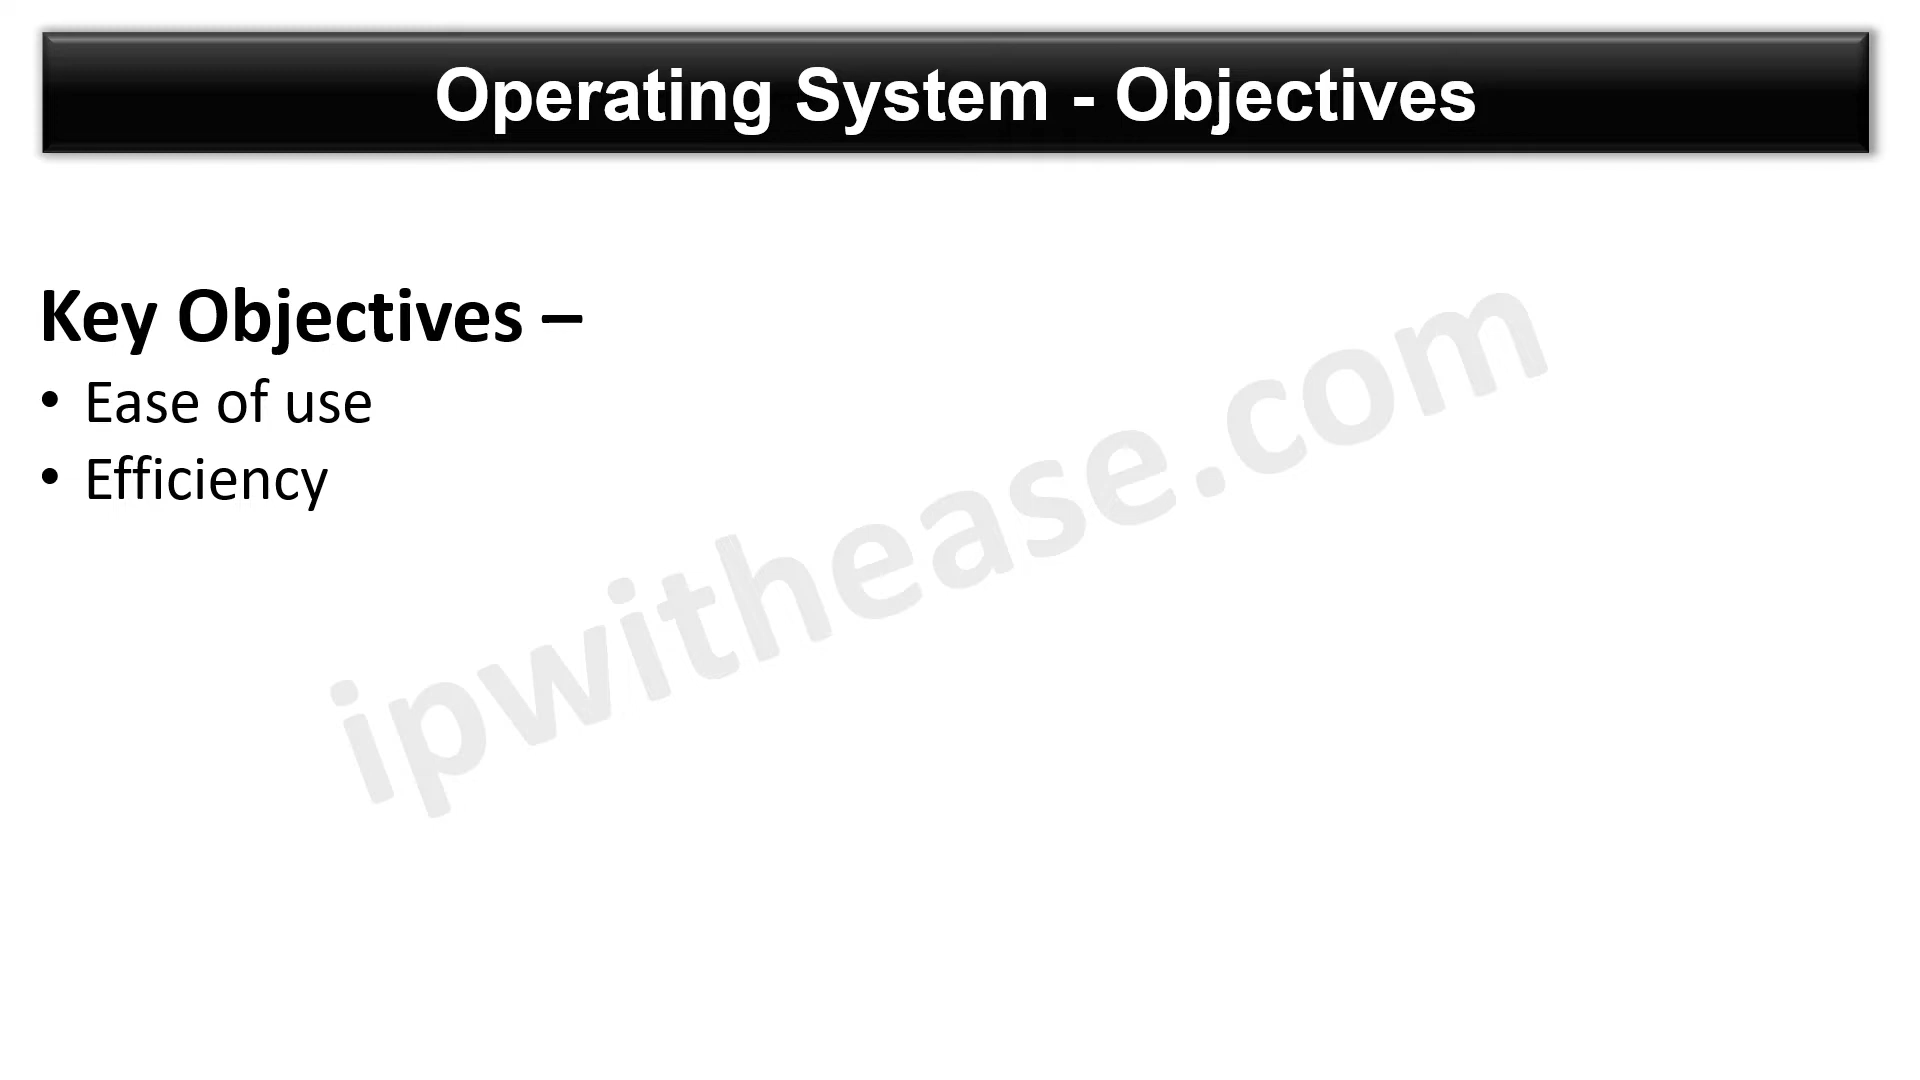 Operating System - Objectives
Key Objectives –
• Ease of use
• Efficiency
ipwithease.com